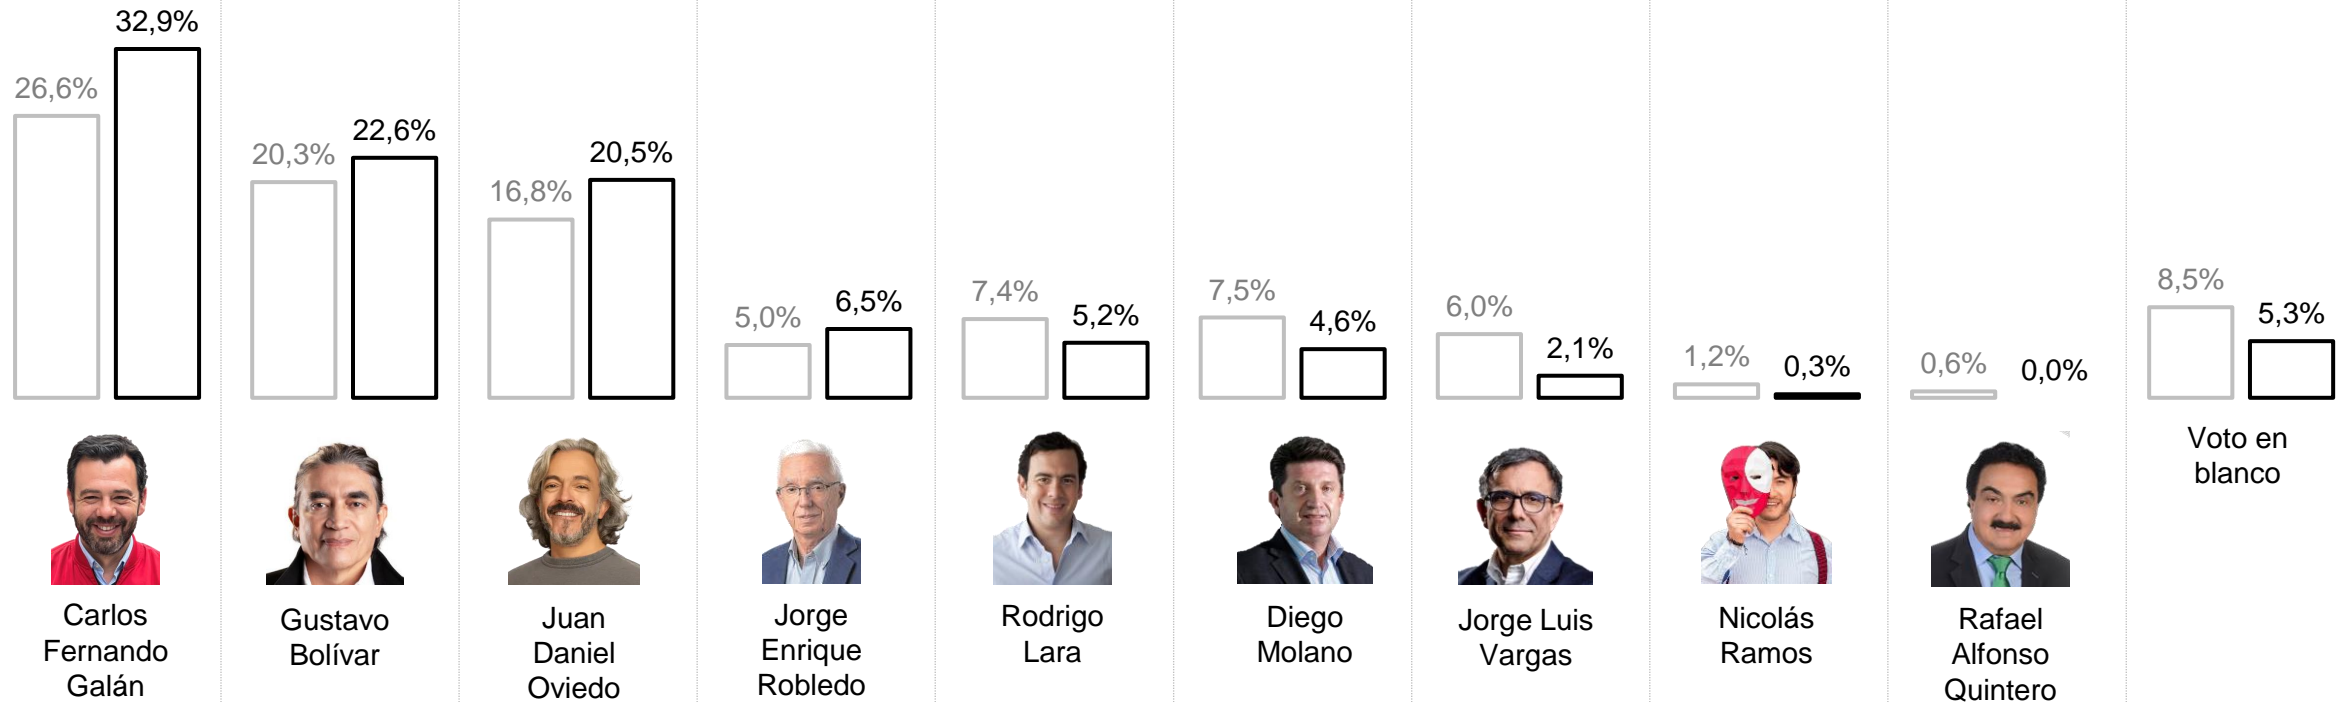 26,6%
32,9%
Carlos
Fernando
Galán
20,3%
22,6%
Gustavo
Bolívar
16,8%
20,5%
Juan
Daniel
Oviedo
5,0%
6,5%
Jorge
Enrique
Robledo
7,4%
5,2%
Rodrigo
Lara
7,5%
4,6%
Diego
Molano
6,0%
2,1%
Jorge Luis
Vargas
1,2%
0,3%
Nicolás
Ramos
0,6%
0,0%
Rafael
Alfonso
Quintero
8,5%
5,3%
Voto en
blanco